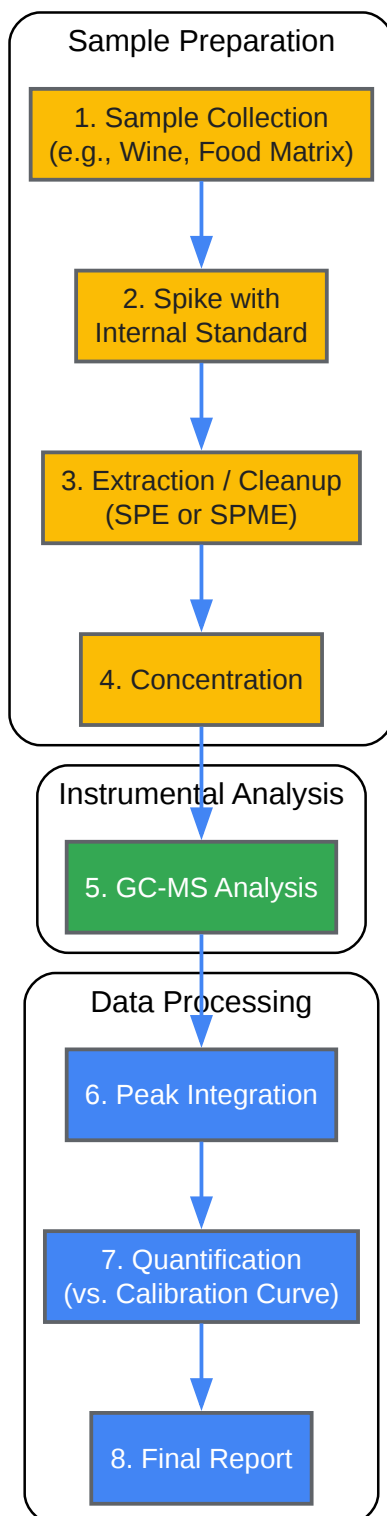 Sample Preparation
1. Sample Collection
(e.g., Wine, Food Matrix)
2. Spike with
Internal Standard
3. Extraction / Cleanup
(SPE or SPME)
4. Concentration
Instrumental Analysis
5. GC-MS Analysis
Data Processing
6. Peak Integration
7. Quantification
(vs. Calibration Curve)
8. Final Report